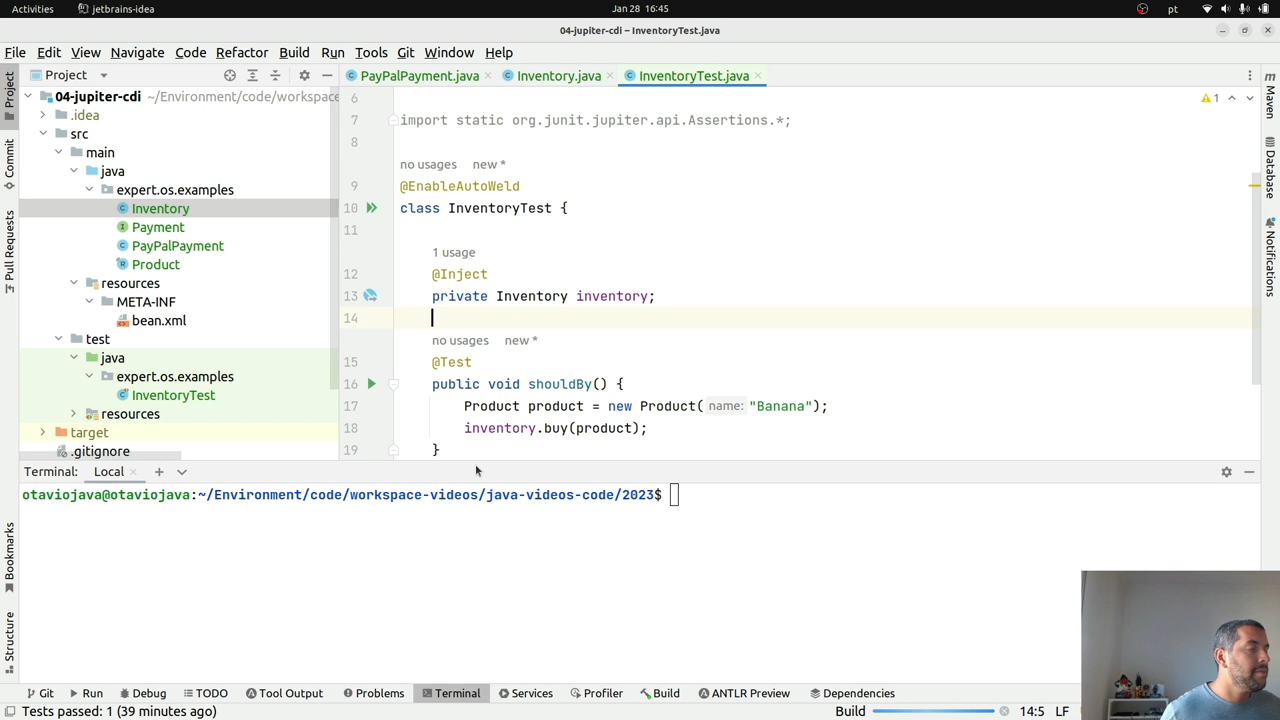 Activities
jetbrains-idea
Jan 28 16:45
pt
04-jupiter-cdi – InventoryTest.java
File Edit View Navigate Code Refactor Build Run Tools Git Window Help
Project
PayPalPayment.java
Inventory.java
InventoryTest.java
Project
Commit
Pull Requests
Bookmarks
Structure
04-jupiter-cdi ~/Environment/code/workspace
.idea
src
main
java
expert.os.examples
Inventory
Payment
PayPalPayment
Product
resources
META-INF
bean.xml
test
java
expert.os.examples
InventoryTest
resources
target
.gitignore
1
6
7 import static org.junit.jupiter.api.Assertions.*;
8
no usages new *
9 @EnableAutoWeld
10 class InventoryTest {
11
1 usage
12 @Inject
13 private Inventory inventory;
14
no usages new *
15 @Test
16 public void shouldBy() {
17 Product product = new Product( name: "Banana");
18 inventory.buy(product);
19 }
Maven
Database
Notifications
Terminal: Local
otaviojava@otaviojava:~/Environment/code/workspace-videos/java-videos-code/2023$
Git Run Debug TODO Test Output Problems Terminal Services Profiler Build ANTLR Preview Dependencies
Tests passed: 1 (39 minutes ago)
Build
14:5 LF